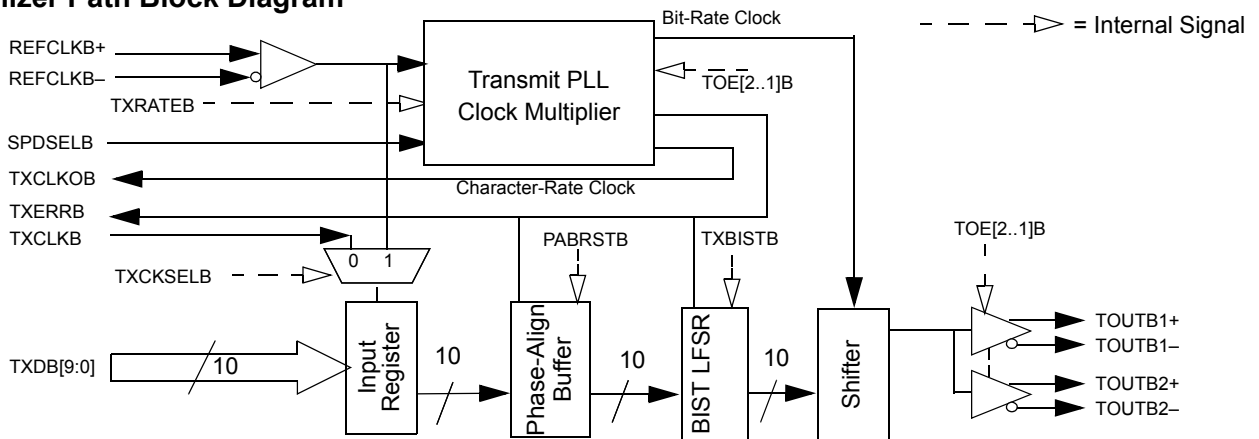 Path Block Diagram
Bit-Rate Clock
= Internal Signal
REFCLKB+
REFCLKB–
TXRATEB
SPDSELB
TXCLKOB
TXERRB
TXCLKB
TXCKSELB
TXDB[9:0]
Transmit PLL
Clock Multiplier
TOE[2..1]B
Character-Rate Clock
0 1
PABRSTB
TXBISTB
TOE[2..1]B
10
Input
Register
10
Phase-Align
Buffer
10
BIST LFSR
10
Shifter
TOUTB1+
TOUTB1–
TOUTB2+
TOUTB2–